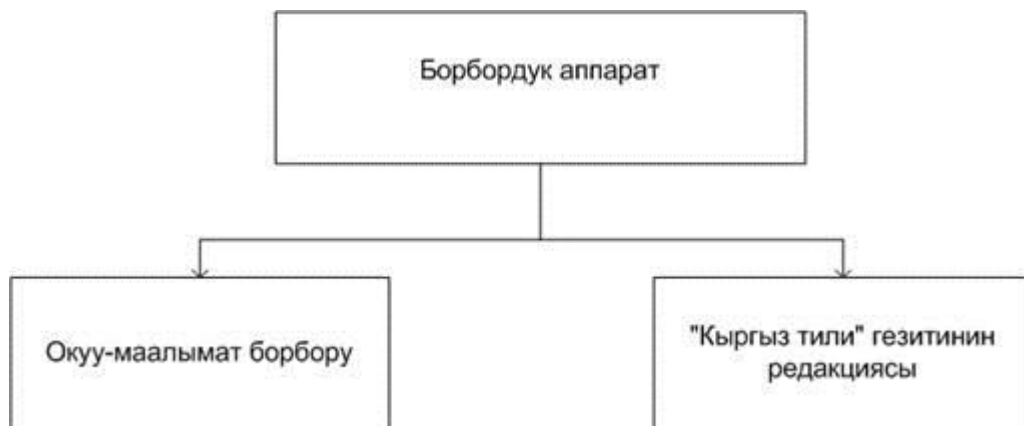 Борбордук аппарат
Окуу-маалымат борбору
"Кыргыз тили" гезитинин
редакциясы